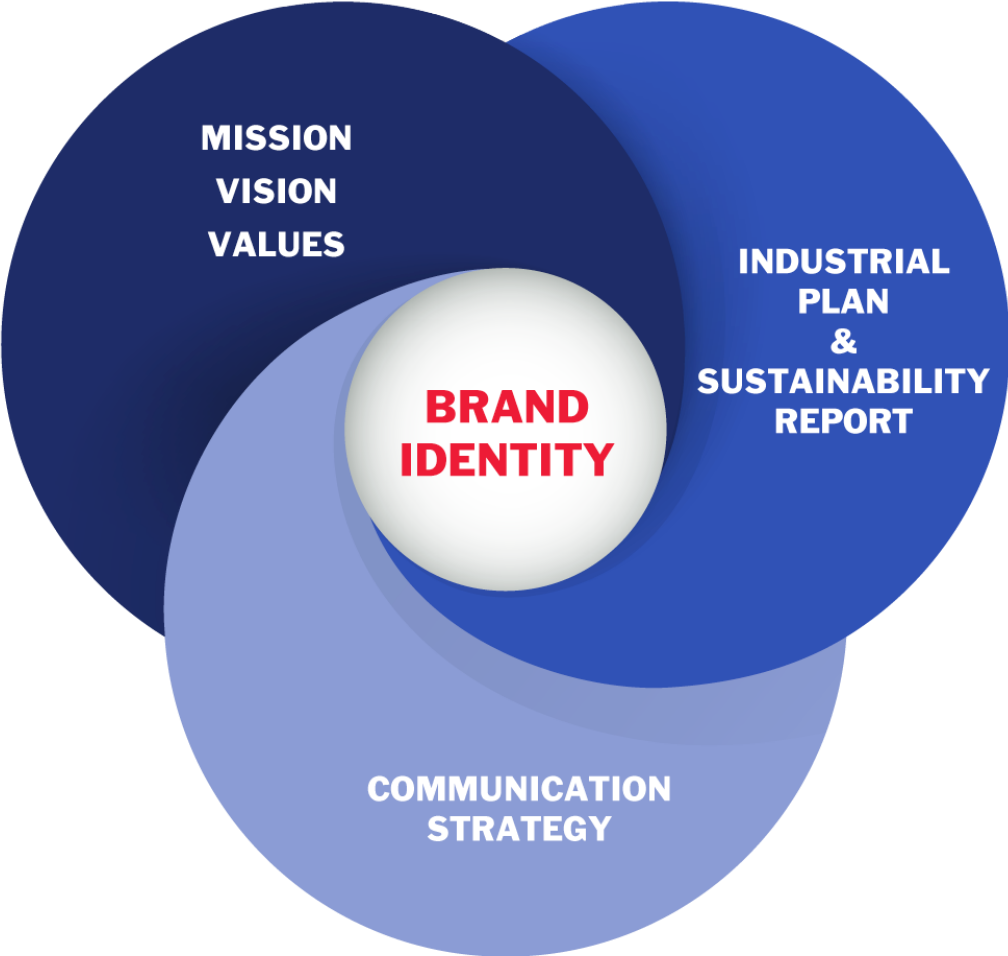 MISSION
VISION
VALUES
INDUSTRIAL
PLAN
&
SUSTAINABILITY
REPORT
BRAND
IDENTITY
COMMUNICATION
STRATEGY